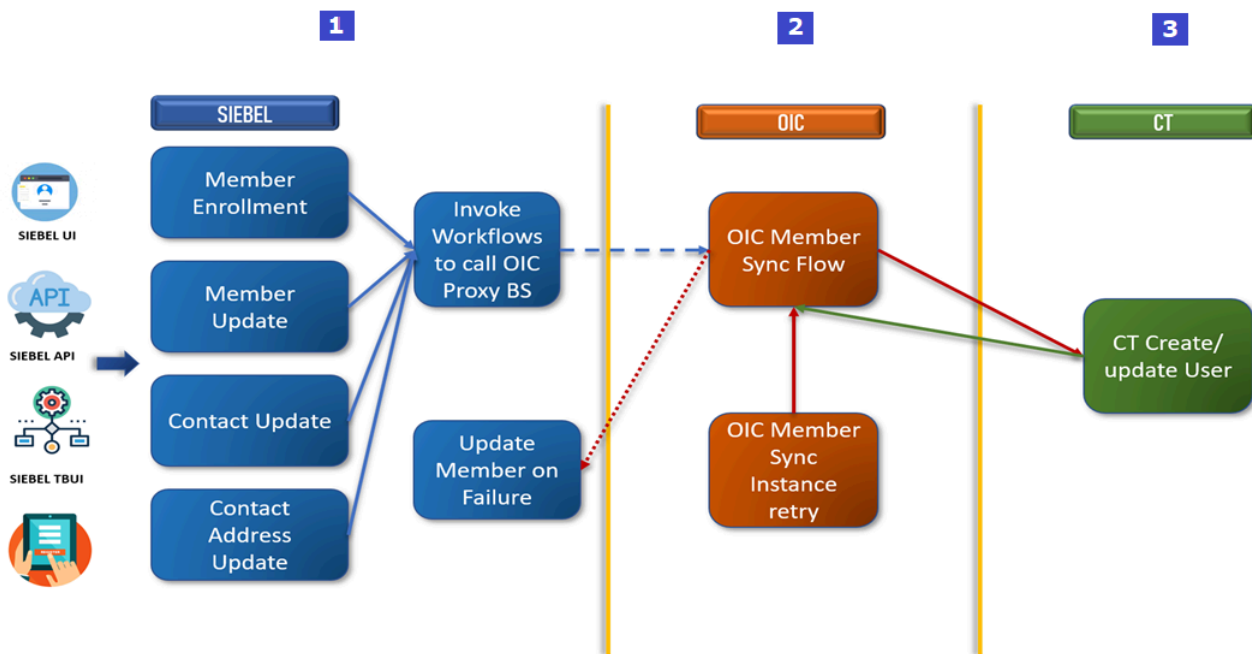 1
2
3
SIEBEL
OIC
CT
SIEBEL UI
API
SIEBEL API
SIEBEL TBUI
Member
Enrollment
Member
Update
Contact Update
Contact
Address
Update
Invoke
Workflows
to call OIC
Proxy BS
Update
Member on
Failure
OIC Member
Sync Flow
OIC Member
Sync
Instance
retry
CT Create/
update User